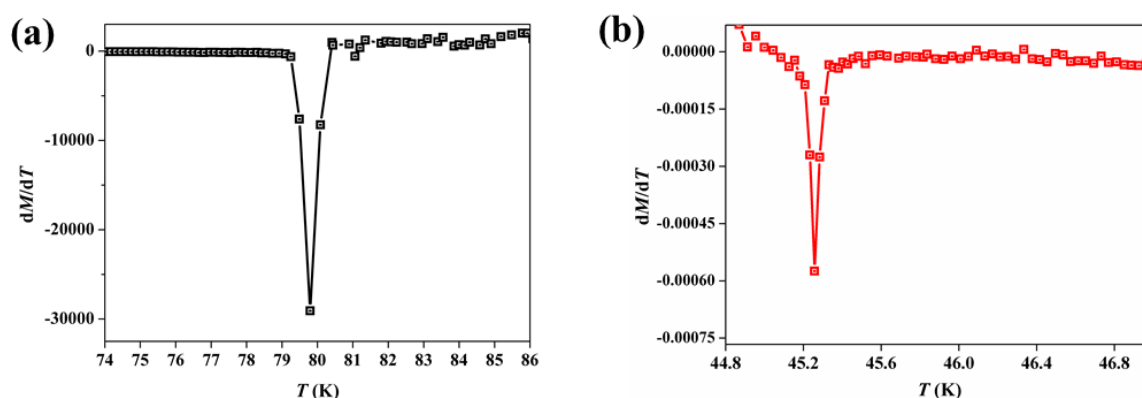 (a)
0
-10000
-20000
-30000
dM/dT
74 75 76 77 78 79 80 81 82 83 84 85 86
T (K)
(b)
0.00000
-0.00015
-0.00030
-0.00045
-0.00060
-0.00075
dM/dT
44.8 45.2 45.6 46.0 46.4 46.8
T (K)